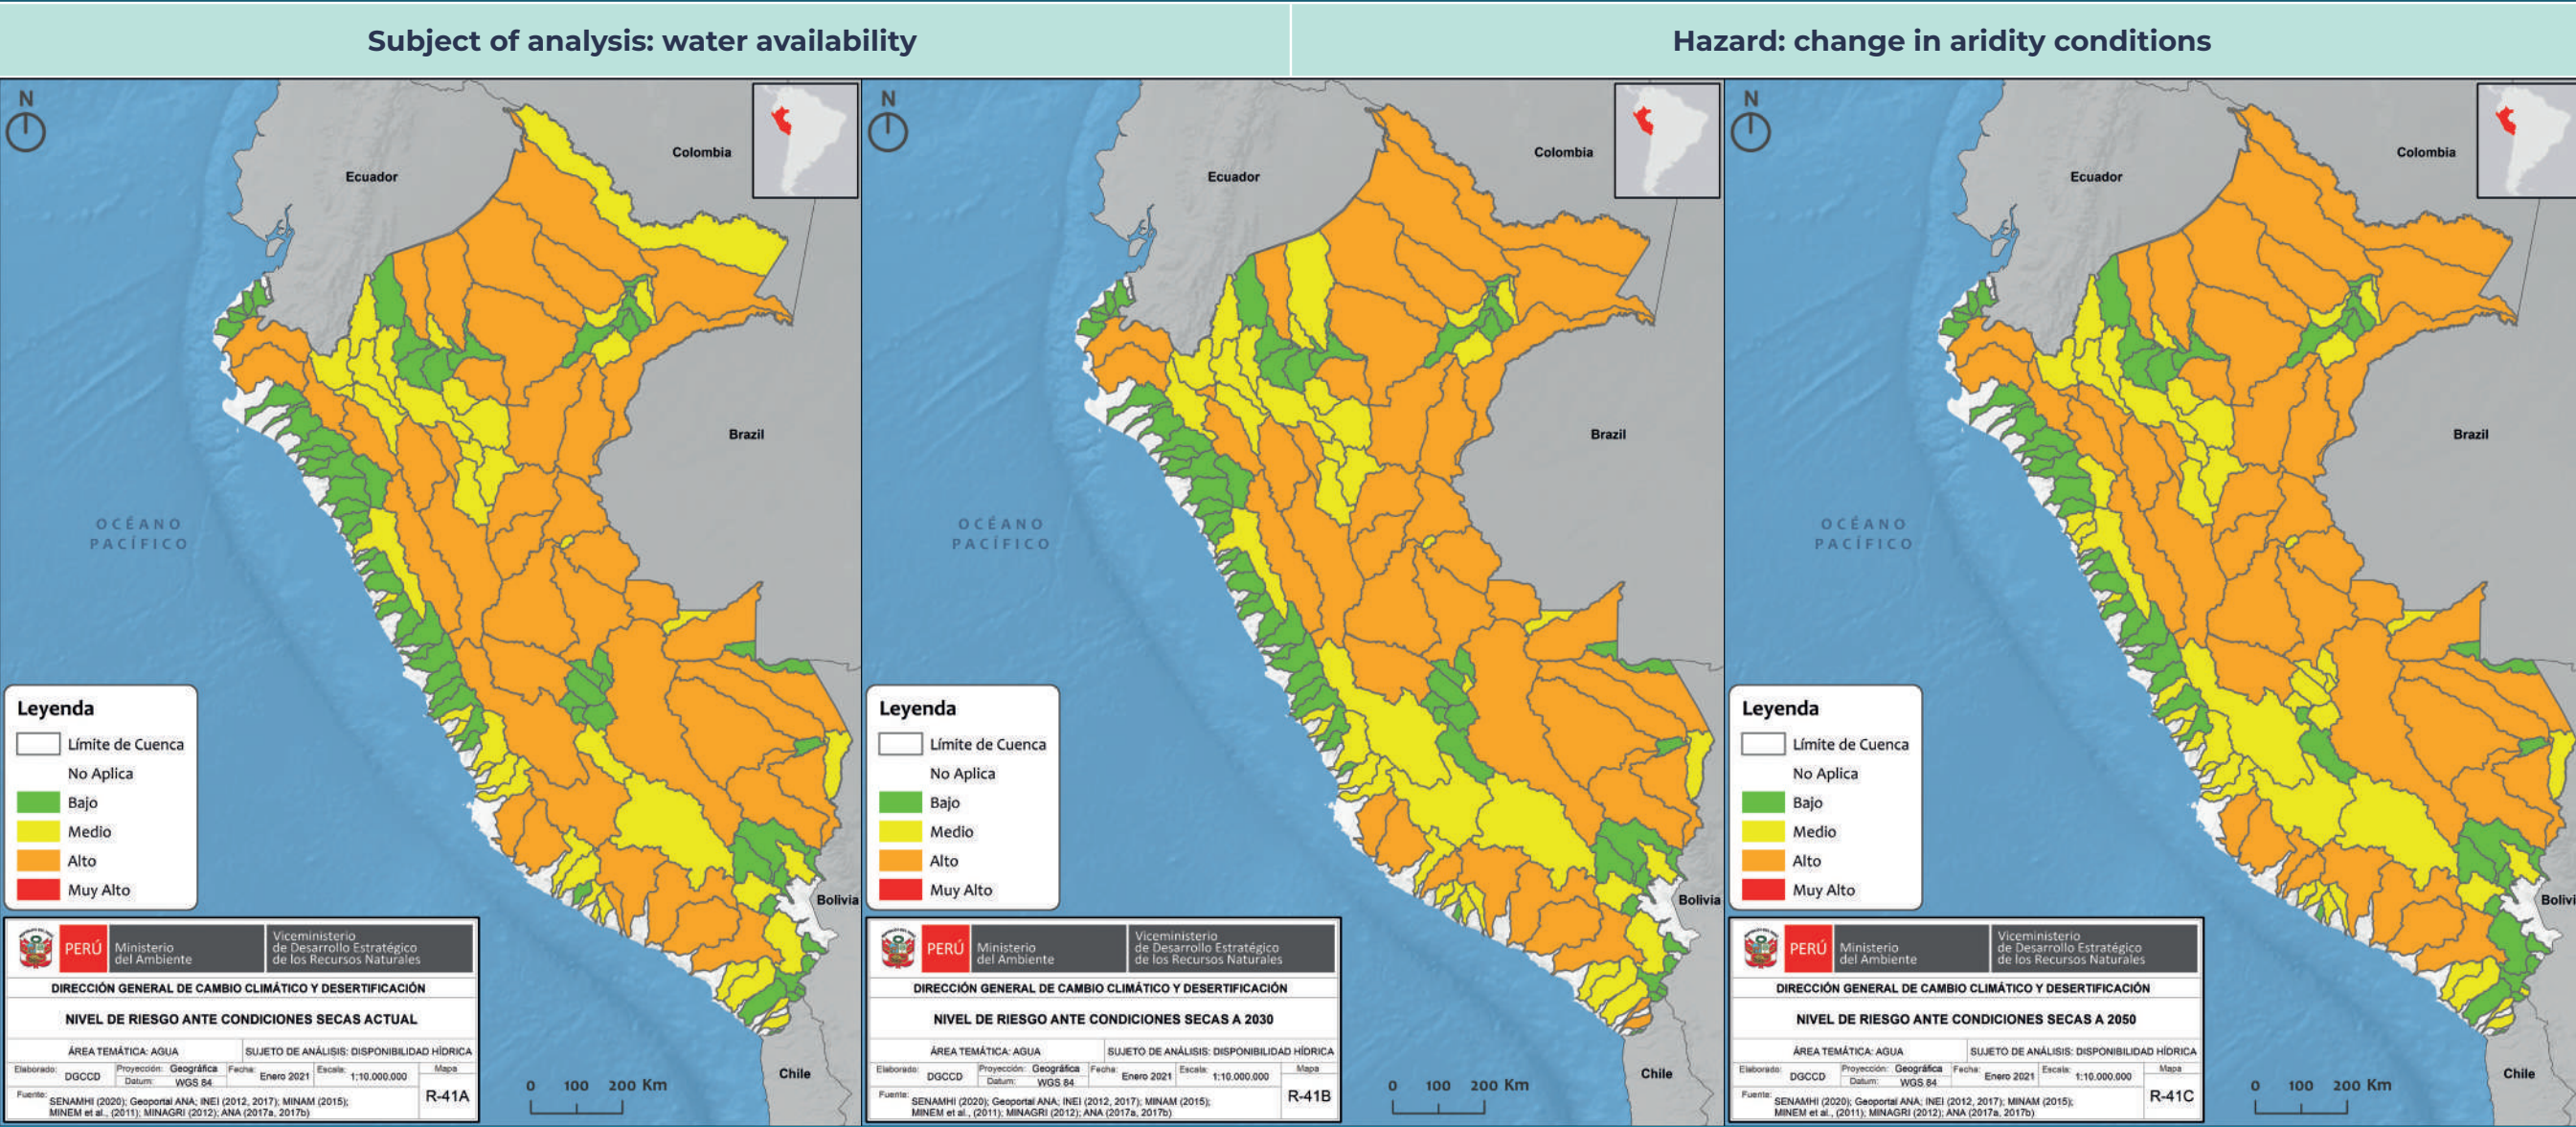 Subject of analysis: water availability
Hazard: change in aridity conditions
N
Colombia
Ecuador
Brazil
OCÉANO
PACÍFICO
Leyenda
Límite de Cuenca
No Aplica
Bajo
Medio
Alto
Muy Alto
Bolivia
PERÚ
Ministerio
del Ambiente
Viceministerio
de Desarrollo Estratégico
de los Recursos Naturales
DIRECCIÓN GENERAL DE CAMBIO CLIMÁTICO Y DESERTIFICACIÓN
NIVEL DE RIESGO ANTE CONDICIONES SECAS ACTUAL
ÁREA TEMÁTICA: AGUA
SUJETO DE ANÁLISIS: DISPONIBILIDAD HÍDRICA
Elaborado: DGCCD
Proyección: Geográfica
Datum: WGS 84
Fecha: Enero 2021
Escala: 1:10.000.000
Mapa
R-41A
Fuente: SENAMHI (2020); Geoportal ANA; INEI (2012, 2017); MINAM (2015);
MINEM et al., (2011); MINAGRI (2012); ANA (2017a, 2017b)
0 100 200 Km
Chile
N
Colombia
Ecuador
Brazil
OCÉANO
PACÍFICO
Leyenda
Límite de Cuenca
No Aplica
Bajo
Medio
Alto
Muy Alto
Bolivia
PERÚ
Ministerio
del Ambiente
Viceministerio
de Desarrollo Estratégico
de los Recursos Naturales
DIRECCIÓN GENERAL DE CAMBIO CLIMÁTICO Y DESERTIFICACIÓN
NIVEL DE RIESGO ANTE CONDICIONES SECAS A 2030
ÁREA TEMÁTICA: AGUA
SUJETO DE ANÁLISIS: DISPONIBILIDAD HÍDRICA
Elaborado: DGCCD
Proyección: Geográfica
Datum: WGS 84
Fecha: Enero 2021
Escala: 1:10.000.000
Mapa
R-41B
Fuente: SENAMHI (2020); Geoportal ANA; INEI (2012, 2017); MINAM (2015);
MINEM et al., (2011); MINAGRI (2012); ANA (2017a, 2017b)
0 100 200 Km
Chile
N
Colombia
Ecuador
Brazil
OCÉANO
PACÍFICO
Leyenda
Límite de Cuenca
No Aplica
Bajo
Medio
Alto
Muy Alto
Bolivi
PERÚ
Ministerio
del Ambiente
Viceministerio
de Desarrollo Estratégico
de los Recursos Naturales
DIRECCIÓN GENERAL DE CAMBIO CLIMÁTICO Y DESERTIFICACIÓN
NIVEL DE RIESGO ANTE CONDICIONES SECAS A 2050
ÁREA TEMÁTICA: AGUA
SUJETO DE ANÁLISIS: DISPONIBILIDAD HÍDRICA
Elaborado: DGCCD
Proyección: Geográfica
Datum: WGS 84
Fecha: Enero 2021
Escala: 1:10.000.000
Mapa
R-41C
Fuente: SENAMHI (2020); Geoportal ANA; INEI (2012, 2017); MINAM (2015);
MINEM et al., (2011); MINAGRI (2012); ANA (2017a, 2017b)
0 100 200 Km
Chile